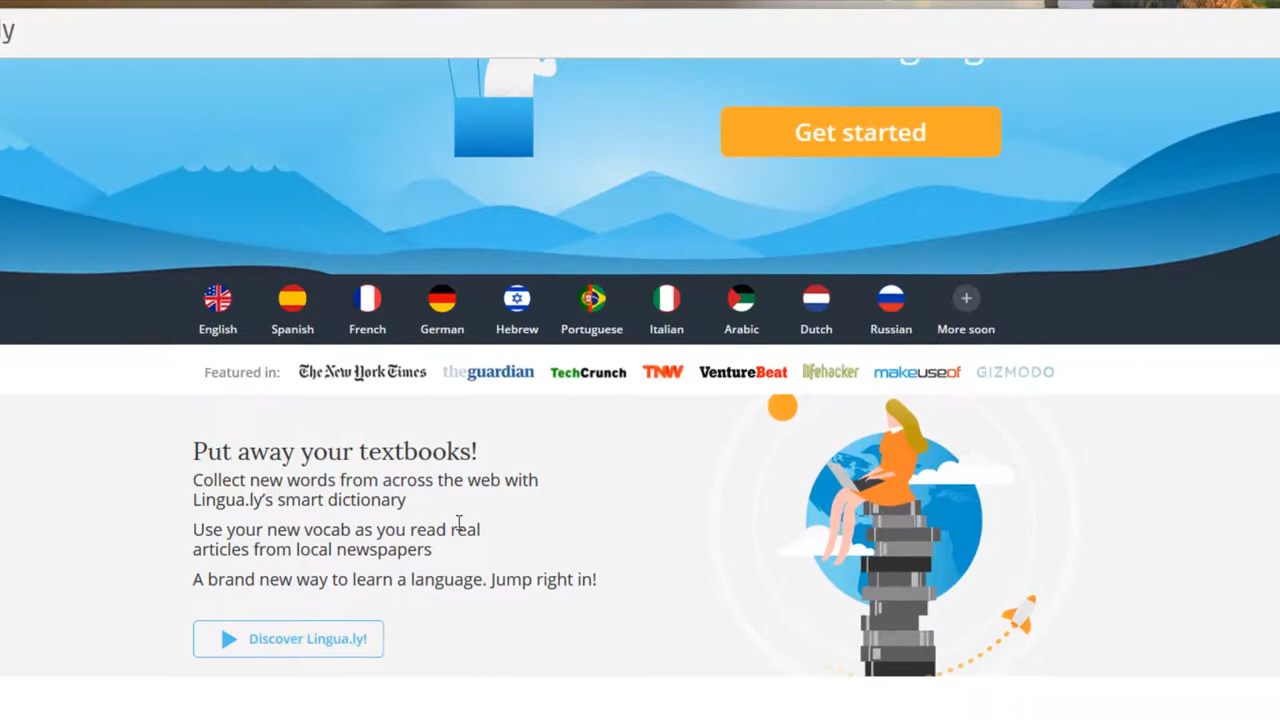 ly
Get started
English Spanish French German Hebrew Portuguese Italian Arabic Dutch Russian More soon
Featured in: The New York Times theguardian TechCrunch TNW VentureBeat lifehacker makeuseof GIZMODO
Put away your textbooks!
Collect new words from across the web with
Lingua.ly's smart dictionary
Use your new vocab as you read real
articles from local newspapers
A brand new way to learn a language. Jump right in!
Discover Lingua.ly!